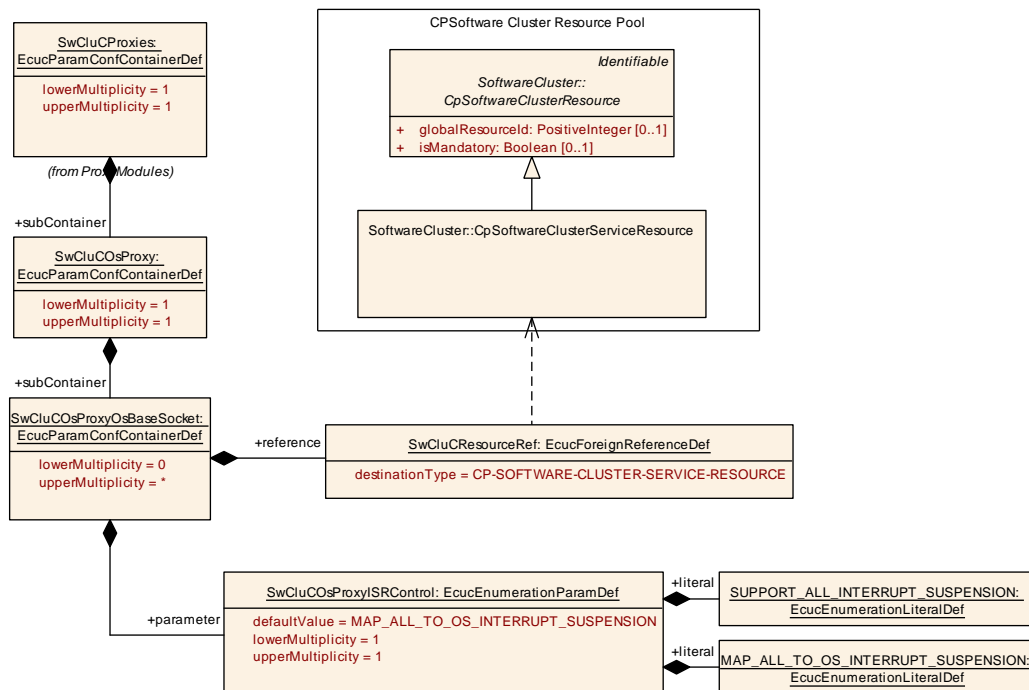 SwCluCProxies:
EcucParamConfContainerDef
lowerMultiplicity = 1
upperMultiplicity = 1
(from ProxyModules)
+subContainer
SwCluCOsProxy:
EcucParamConfContainerDef
lowerMultiplicity = 1
upperMultiplicity = 1
+subContainer
SwCluCOsProxyOsBaseSocket:
EcucParamConfContainerDef
lowerMultiplicity = 0
upperMultiplicity = *
CPSoftware Cluster Resource Pool
Identifiable
SoftwareCluster::
CpSoftwareClusterResource
+ globalResourceId: PositiveInteger [0..1]
+ isMandatory: Boolean [0..1]
SoftwareCluster::CpSoftwareClusterServiceResource
+reference
SwCluCResourceRef: EcucForeignReferenceDef
destinationType = CP-SOFTWARE-CLUSTER-SERVICE-RESOURCE
+parameter
SwCluCOsProxyISRControl: EcucEnumerationParamDef
defaultValue = MAP_ALL_TO_OS_INTERRUPT_SUSPENSION
lowerMultiplicity = 1
upperMultiplicity = 1
+literal
SUPPORT_ALL_INTERRUPT_SUSPENSION:
EcucEnumerationLiteralDef
+literal
MAP_ALL_TO_OS_INTERRUPT_SUSPENSION:
EcucEnumerationLiteralDef